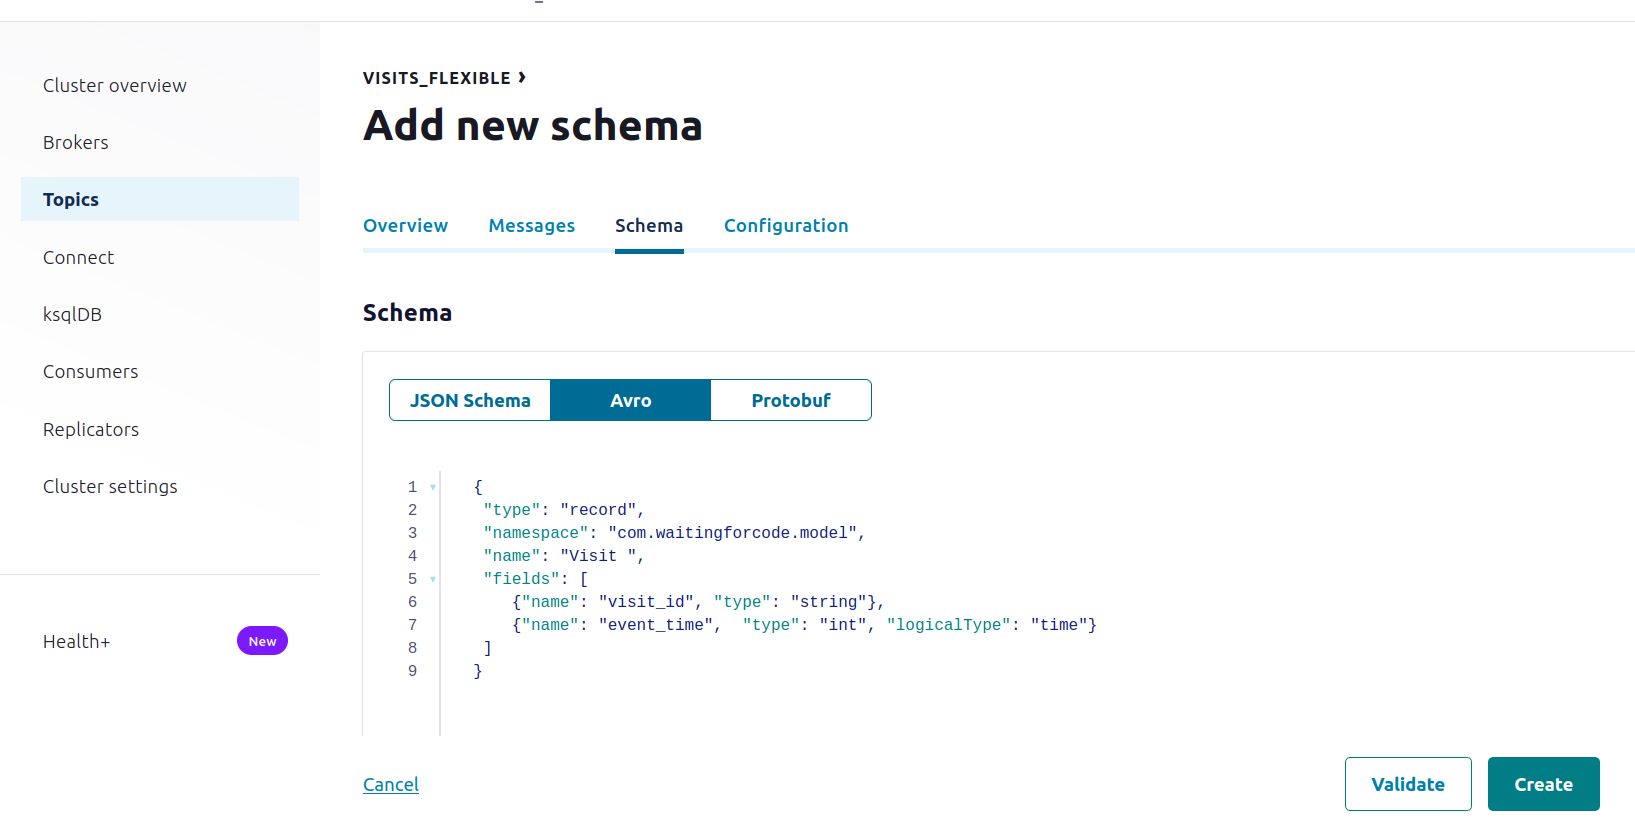 Cluster overview
Brokers
Topics
Connect
ksqlDB
Consumers
Replicators
Cluster settings
Health+
New
VISITS_FLEXIBLE ›
Add new schema
Overview Messages Schema Configuration
Schema
JSON Schema Avro Protobuf
1 {
2 "type": "record",
3 "namespace": "com.waitingforcode.model",
4 "name": "Visit ",
5 "fields": [
6 {"name": "visit_id", "type": "string"},
7 {"name": "event_time",  "type": "int", "logicalType": "time"}
8 ]
9 }
Cancel
Validate
Create